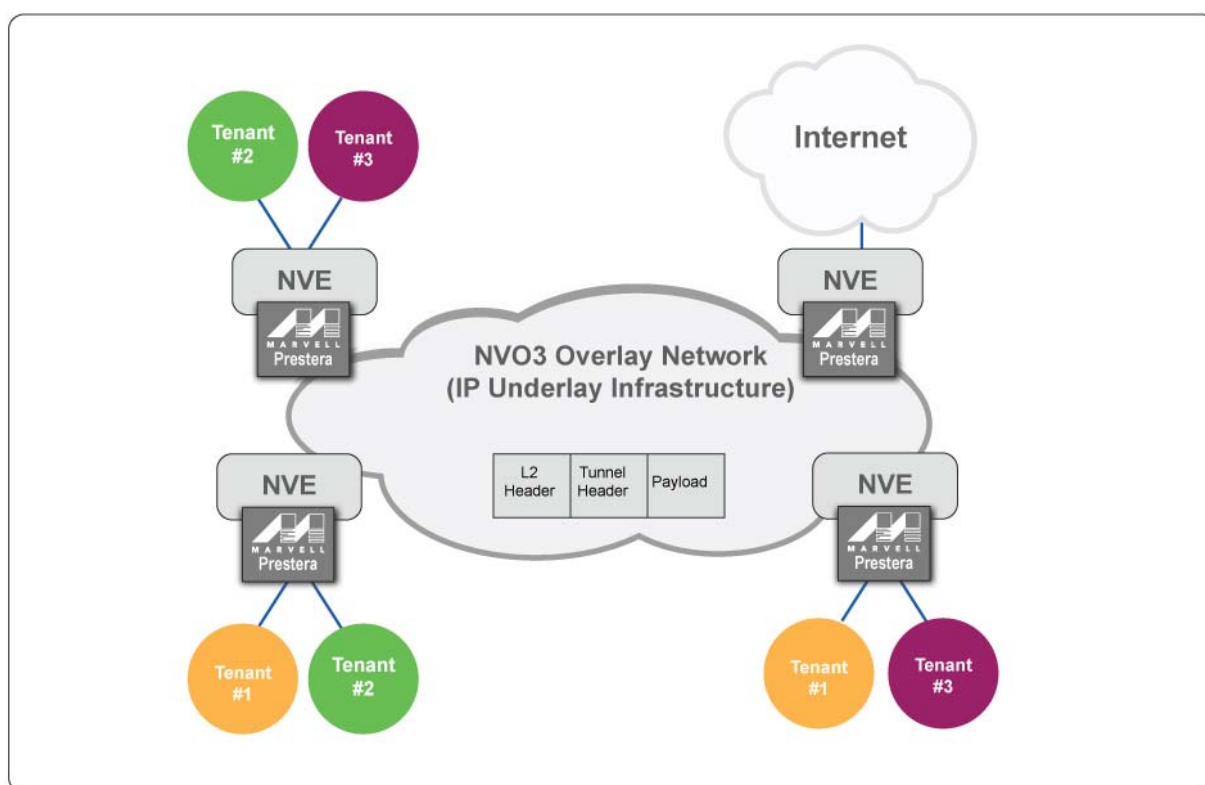 Tenant
#2
Tenant
#3
Internet
NVE
MARVELL
Prestera
NVE
MARVELL
Prestera
NVO3 Overlay Network
(IP Underlay Infrastructure)
L2
Header
Tunnel
Header
Payload
NVE
MARVELL
Prestera
NVE
MARVELL
Prestera
Tenant
#1
Tenant
#2
Tenant
#1
Tenant
#3